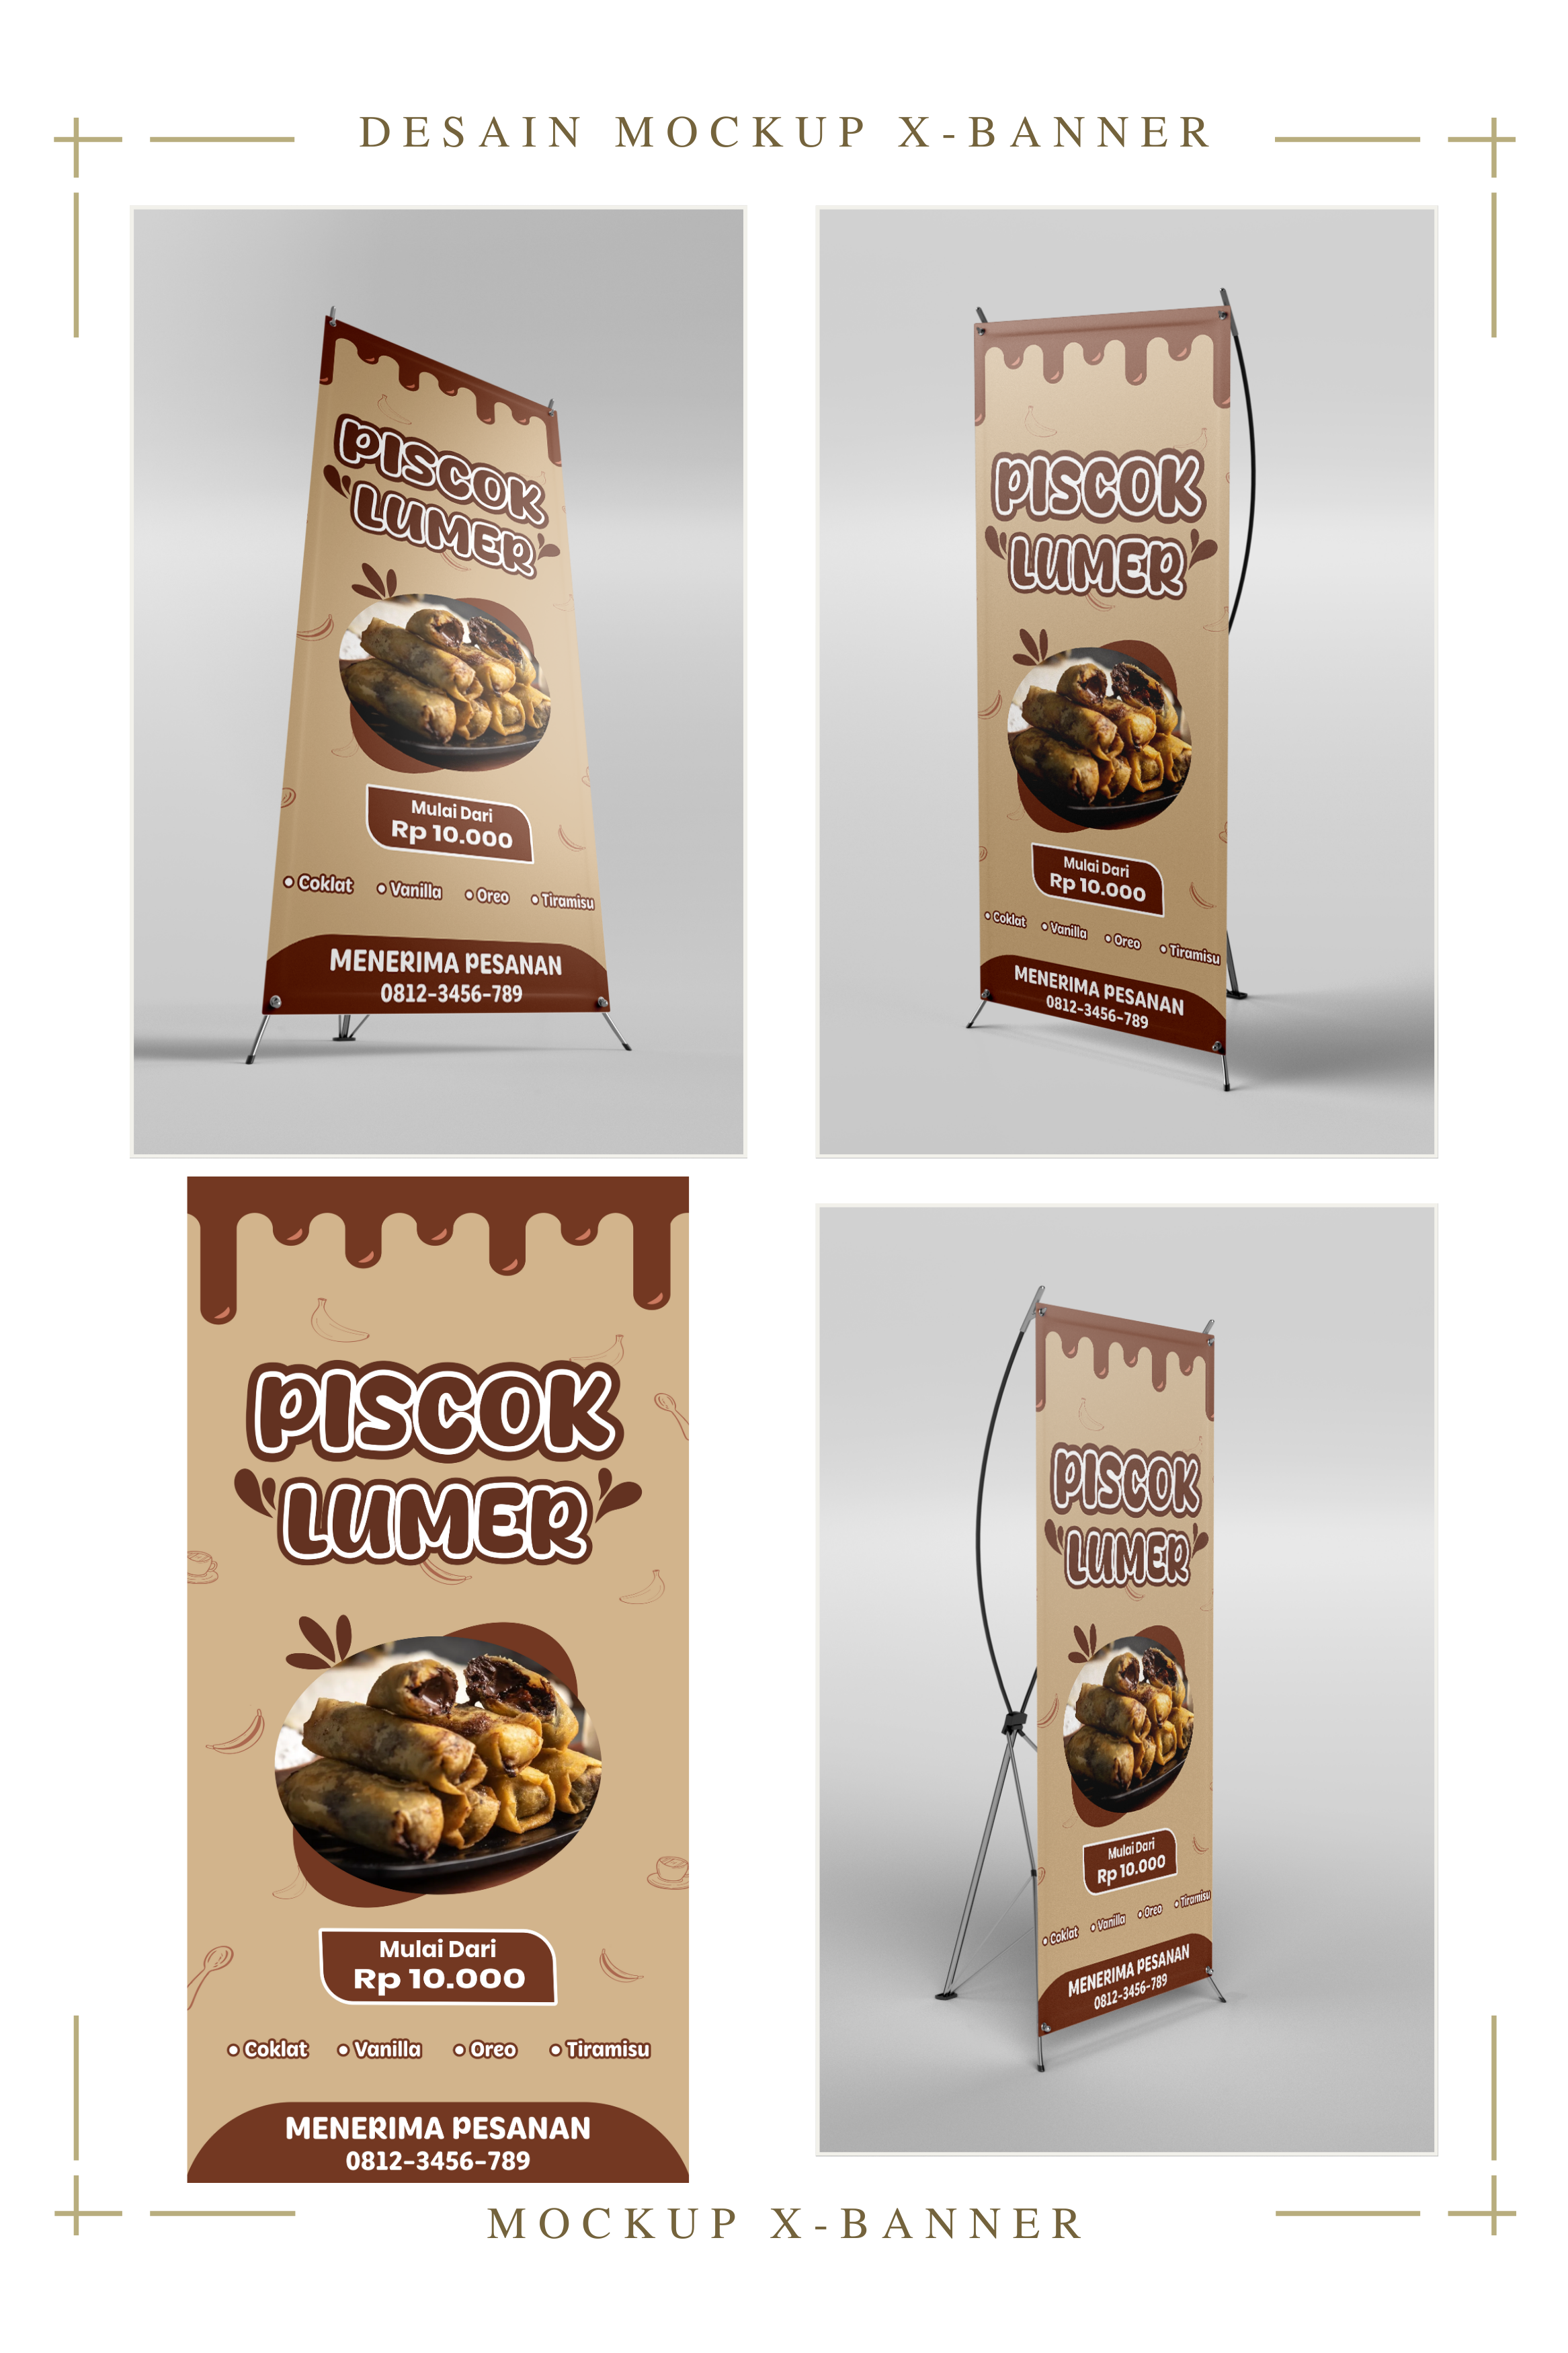 DESAIN MOCKUP X-BANNER
PISCOK
LUMER
Mulai Dari
Rp 10.000
• Coklat • Vanilla • Oreo • Tiramisu
MENERIMA PESANAN
0812-3456-789
PISCOK
LUMER
Mulai Dari
Rp 10.000
• Coklat • Vanilla • Oreo • Tiramisu
MENERIMA PESANAN
0812-3456-789
PISCOK
LUMER
Mulai Dari
Rp 10.000
• Coklat • Vanilla • Oreo • Tiramisu
MENERIMA PESANAN
0812-3456-789
PISCOK
LUMER
Mulai Dari
Rp 10.000
• Coklat • Vanilla • Oreo • Tiramisu
MENERIMA PESANAN
0812-3456-789
MOCKUP X-BANNER